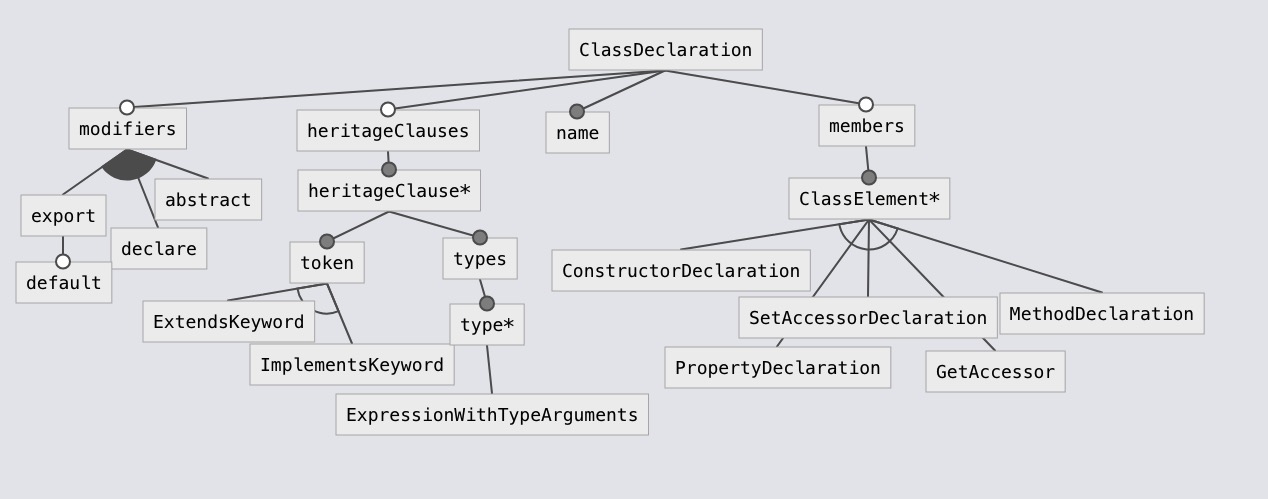 ClassDeclaration
modifiers
heritageClauses
name
members
export
declare
abstract
default
heritageClause*
token
types
ExtendsKeyword
ImplementsKeyword
type*
ExpressionWithTypeArguments
ClassElement*
ConstructorDeclaration
SetAccessorDeclaration
MethodDeclaration
PropertyDeclaration
GetAccessor